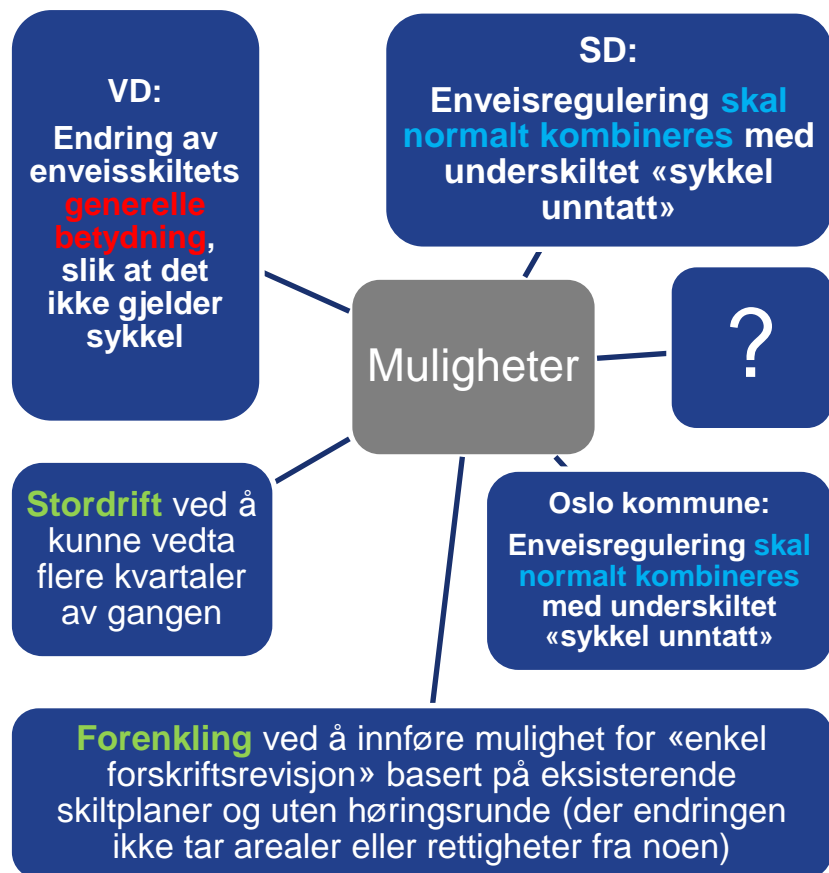 VD:
Endring av
enveisskiltets
generelle
betydning,
slik at det
ikke gjelder
sykkel
SD:
Enveisregulering skal
normalt kombineres med
underskiltet «sykkel
unntatt»
Muligheter
?
Stordrift ved å
kunne vedta
flere kvartaler
av gangen
Oslo kommune:
Enveisregulering skal
normalt kombineres
med underskiltet
«sykkel unntatt»
Forenkling ved å innføre mulighet for «enkel
forskriftsrevisjon» basert på eksisterende
skiltplaner og uten høringsrunde (der endringen
ikke tar arealer eller rettigheter fra noen)